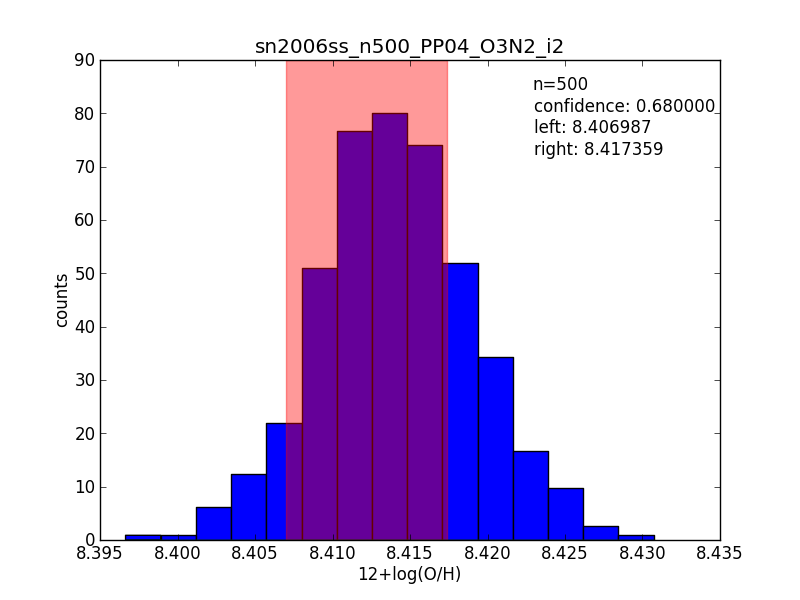 sn2006ss_n500_PP04_O3N2_i2
90
80
70
60
50
40
30
20
10
0
counts
n=500
confidence: 0.680000
left: 8.406987
right: 8.417359
8.395 8.400 8.405 8.410 8.415 8.420 8.425 8.430 8.435
12+log(O/H)